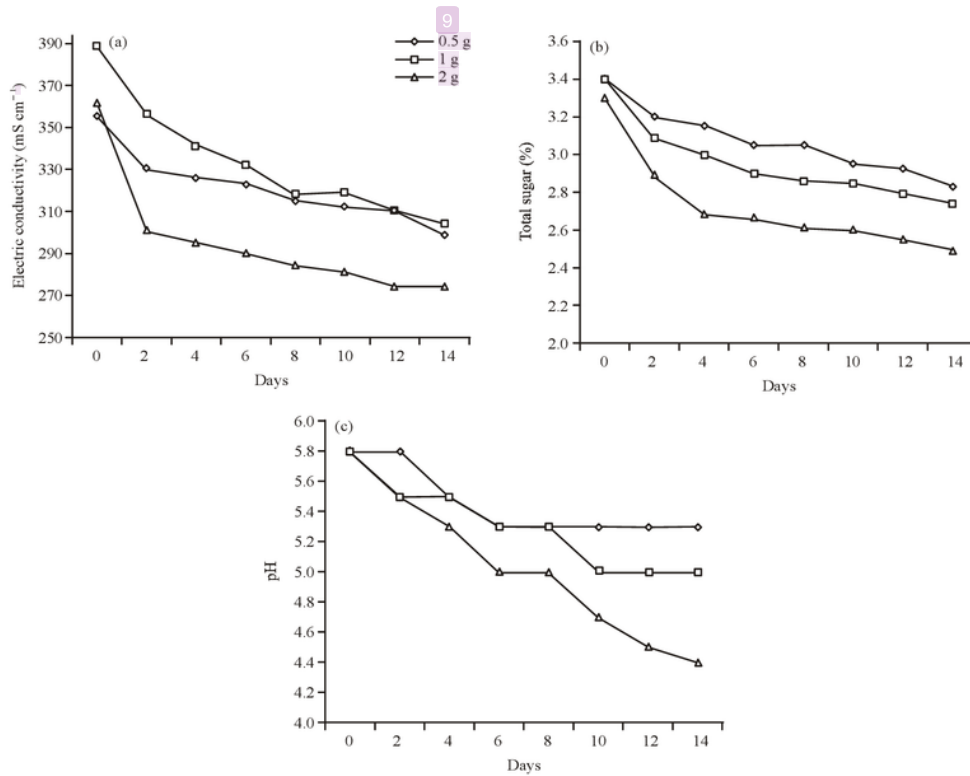 9
(a)
0.5 g
1 g
2 g
390
370
350
330
310
290
270
250
Electric conductivity (mS cm⁻¹)
0 2 4 6 8 10 12 14
Days
(b)
3.6
3.4
3.2
3.0
2.8
2.6
2.4
2.2
2.0
Total sugar (%)
0 2 4 6 8 10 12 14
Days
(c)
6.0
5.8
5.6
5.4
5.2
5.0
4.8
4.6
4.4
4.2
4.0
pH
0 2 4 6 8 10 12 14
Days